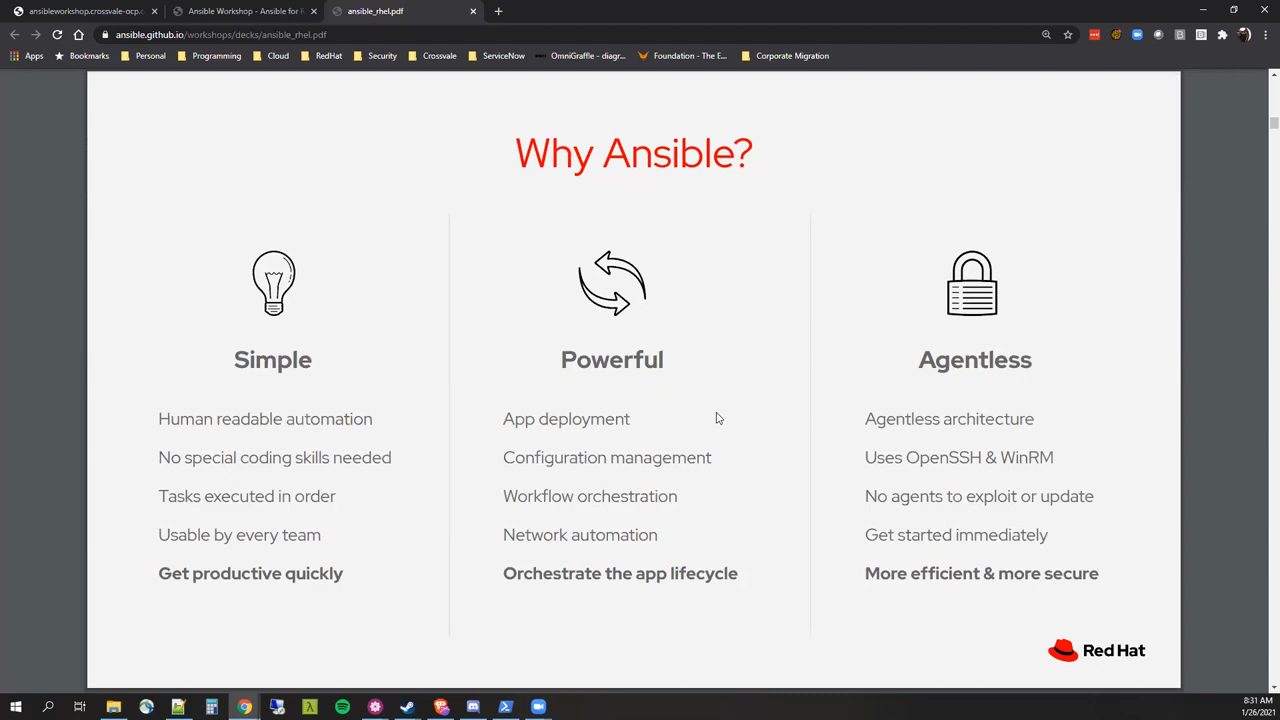 ansibleworkshop.crossvale-ocp.c
Ansible Workshop - Ansible for R
ansible_rhel.pdf
ansible.github.io/workshops/decks/ansible_rhel.pdf
Apps
Bookmarks
Personal
Programming
Cloud
RedHat
Security
Crossvale
ServiceNow
OmniGraffle - diagr...
Foundation - The E...
Corporate Migration
Why Ansible?
Simple
Human readable automation
No special coding skills needed
Tasks executed in order
Usable by every team
Get productive quickly
Powerful
App deployment
Configuration management
Workflow orchestration
Network automation
Orchestrate the app lifecycle
Agentless
Agentless architecture
Uses OpenSSH & WinRM
No agents to exploit or update
Get started immediately
More efficient & more secure
Red Hat
8:31 AM
1/26/2021